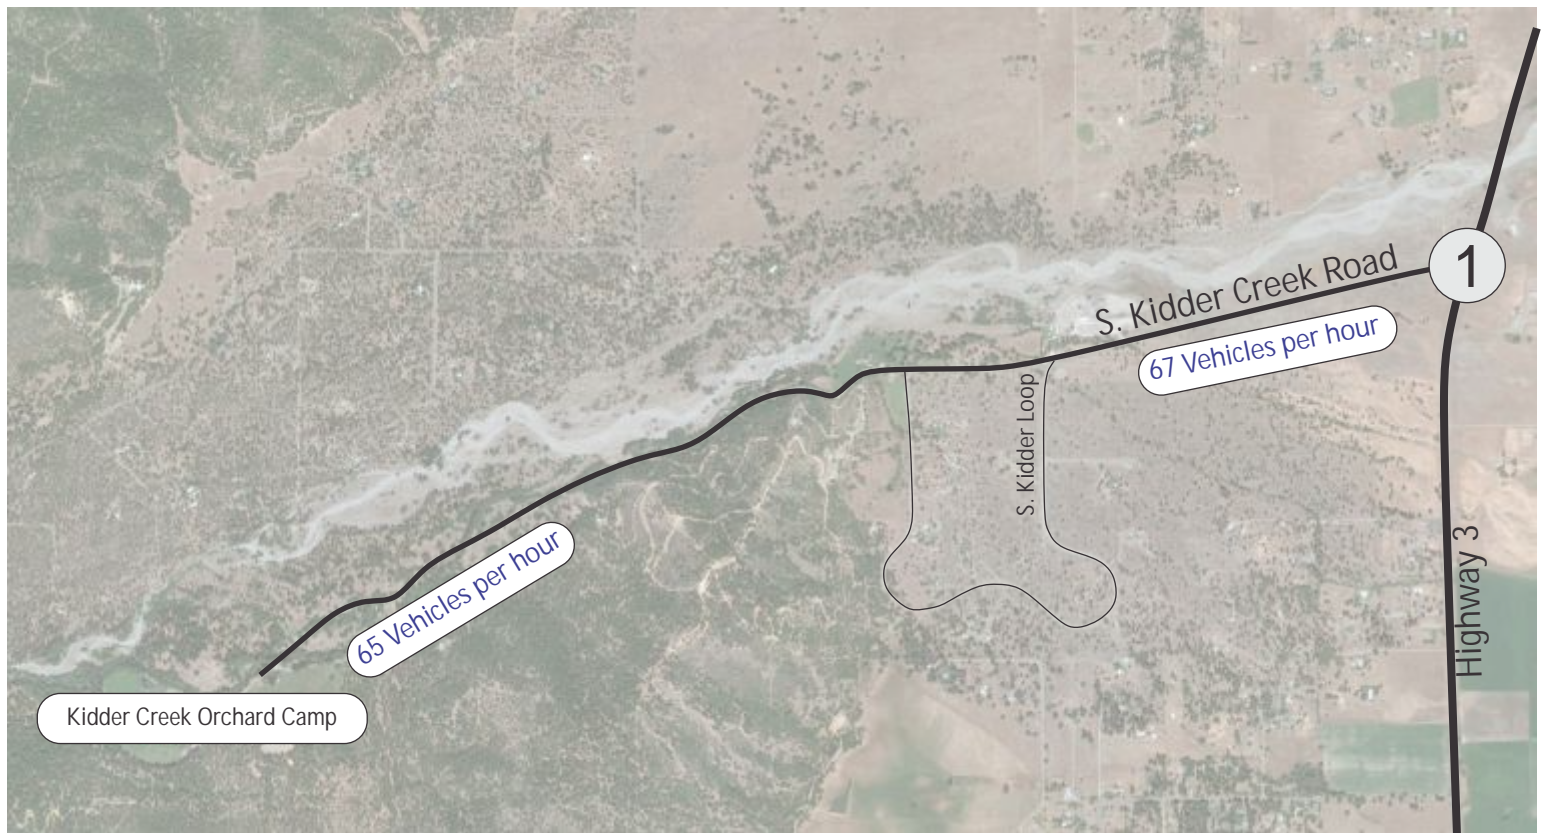 S. Kidder Creek Road
1
67 Vehicles per hour
S. Kidder Loop
65 Vehicles per hour
Highway 3
Kidder Creek Orchard Camp